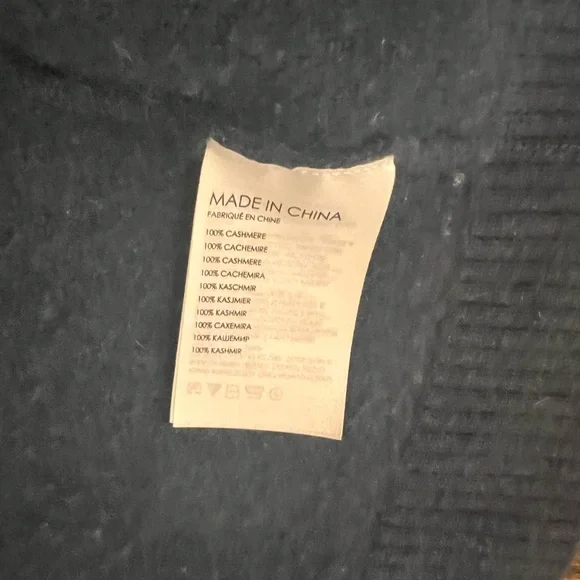 MADE IN CHINA
FABRIQUÉ EN CHINE
100% CASHMERE
100% CACHEMIRE
100% CASHMERE
100% CACHEMIRA
100% KASCHMIR
100% KASJMIER
100% KASHMIR
100% CAXEMIRA
100% КАШЕМИР
100% KASHMIR